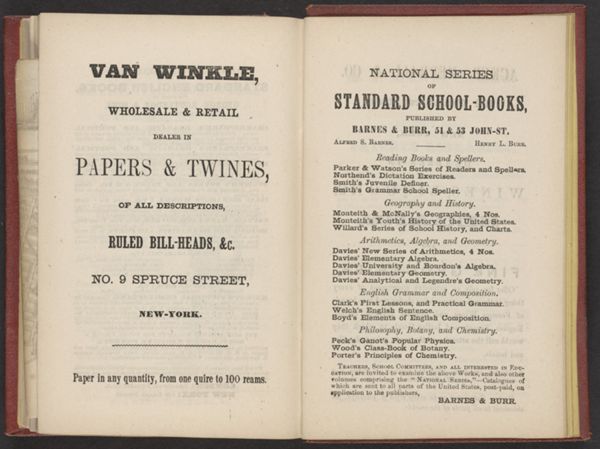 VAN WINKLE,
WHOLESALE & RETAIL
DEALER IN
PAPERS & TWINES,
OF ALL DESCRIPTIONS,
RULED BILL-HEADS, &c.
NO. 9 SPRUCE STREET,
NEW-YORK.
Paper in any quantity, from one quire to 100 reams.
NATIONAL SERIES
OF
STANDARD SCHOOL-BOOKS,
PUBLISHED BY
BARNES & BURR, 51 & 53 JOHN-ST.
ALFRED S. BARNES. HENRY L. BURR.
Reading Books and Spellers.
Parker & Watson's Series of Readers and Spellers.
Northend's Dictation Exercises.
Smith's Juvenile Definer.
Smith's Grammar School Speller.
Geography and History.
Monteith & McNally's Geographies, 4 Nos.
Monteith's Youth's History of the United States.
Willard's Series of School History, and Charts.
Arithmetics, Algebra, and Geometry.
Davies' New Series of Arithmetics, 4 Nos.
Davies' Elementary Algebra.
Davies' University and Bourdon's Algebra.
Davies' Elementary Geometry.
Davies' Analytical and Legendre's Geometry.
English Grammar and Composition.
Clark's First Lessons, and Practical Grammar.
Welch's English Sentence.
Boyd's Elements of English Composition.
Philosophy, Botany, and Chemistry.
Peck's Ganot's Popular Physics.
Wood's Class-Book of Botany.
Porter's Principles of Chemistry.
TEACHERS, SCHOOL COMMITTEES, AND ALL INTERESTED IN EDU-
CATION, are invited to examine the above Works, and also other
volumes comprising the "NATIONAL SERIES,"—Catalogues of
which are sent to all parts of the United States, post-paid, on
application to the publishers,
BARNES & BURR.